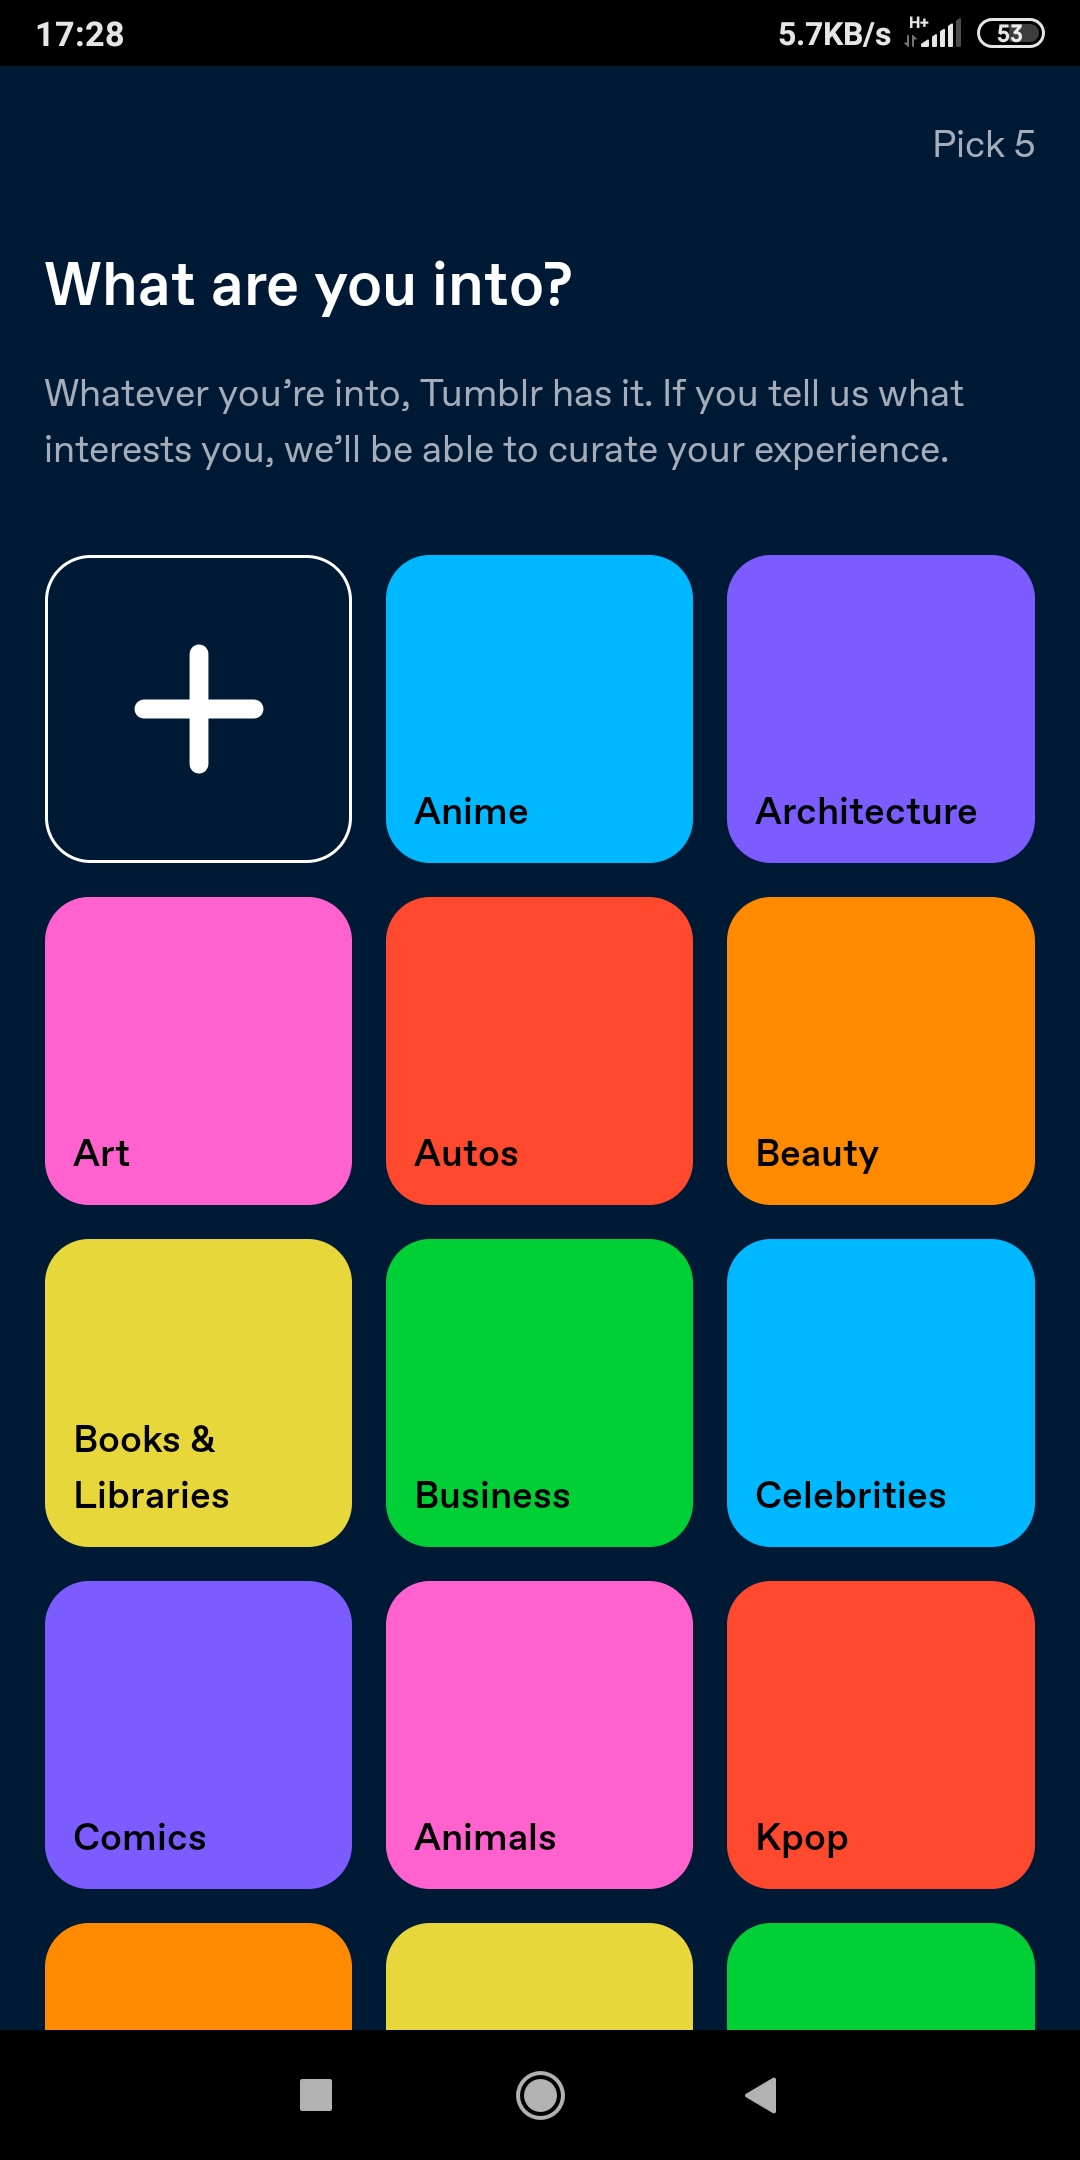 17:28
5.7KB/s
H+
53
Pick 5
What are you into?
Whatever you’re into, Tumblr has it. If you tell us what
interests you, we’ll be able to curate your experience.
Anime
Architecture
Art
Autos
Beauty
Books &
Libraries
Business
Celebrities
Comics
Animals
Kpop